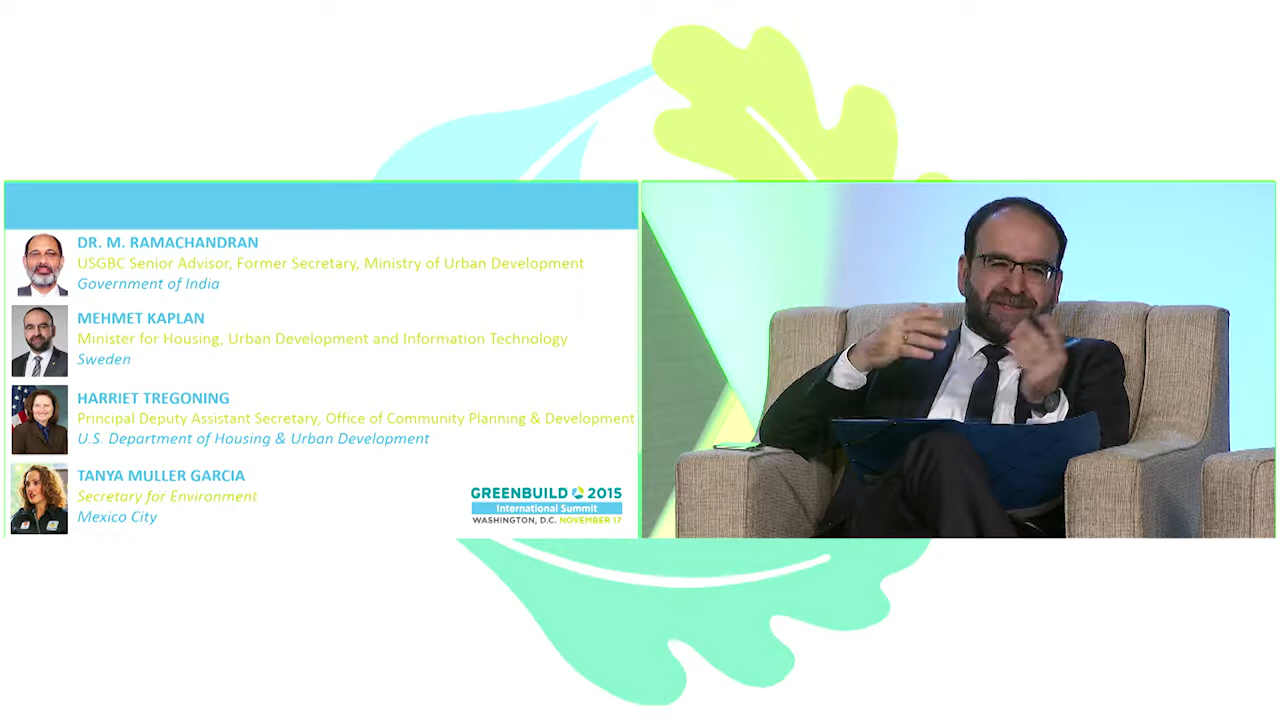 DR. M. RAMACHANDRAN
USGBC Senior Advisor, Former Secretary, Ministry of Urban Development
Government of India
MEHMET KAPLAN
Minister for Housing, Urban Development and Information Technology
Sweden
HARRIET TREGONING
Principal Deputy Assistant Secretary, Office of Community Planning & Development
U.S. Department of Housing & Urban Development
TANYA MULLER GARCIA
Secretary for Environment
Mexico City
GREENBUILD 2015
International Summit
WASHINGTON, D.C. NOVEMBER 17